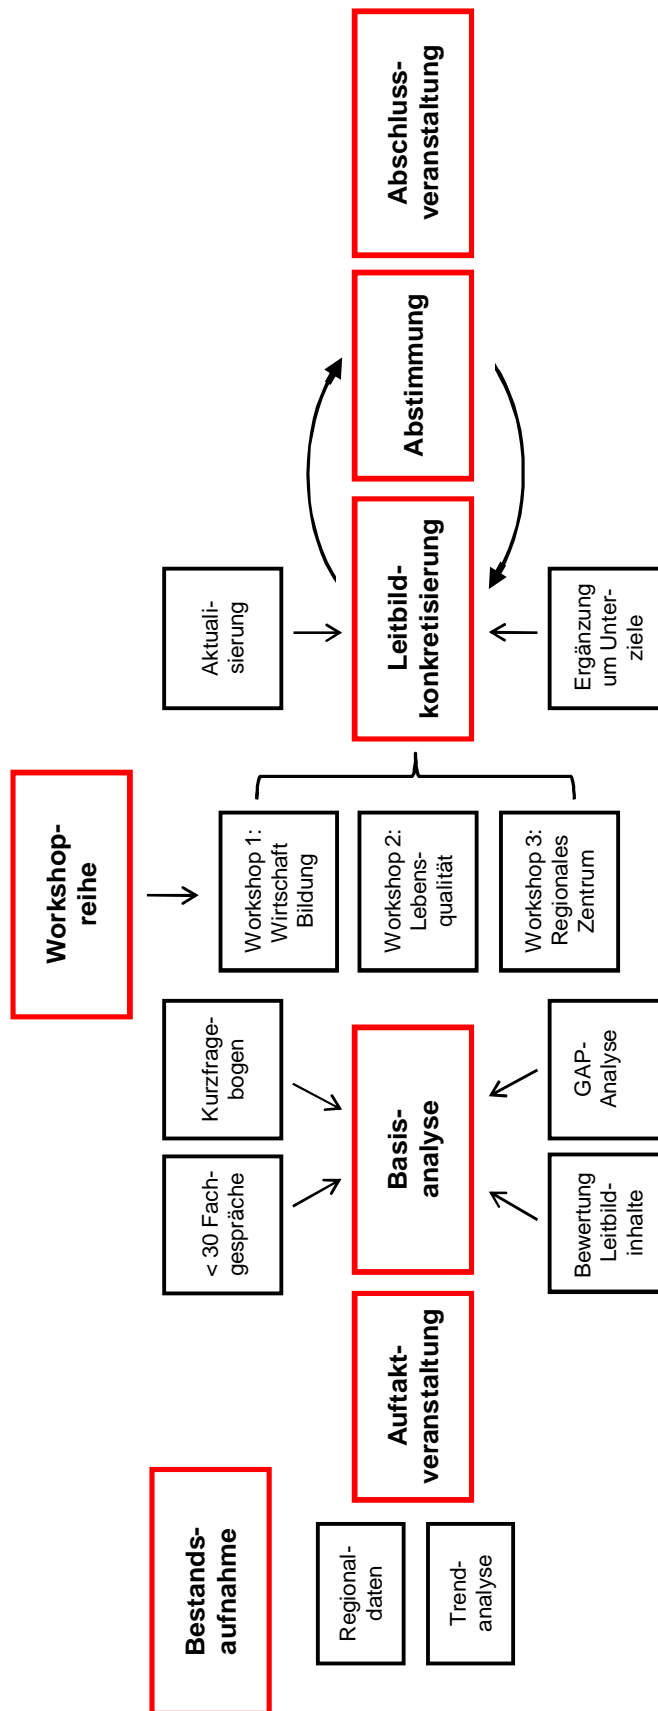 Bestands-
aufnahme
Regional-
daten
Trend-
analyse
Auftakt-
veranstaltung
< 30 Fach-
gespräche
Kurzfrage-
bogen
Basis-
analyse
Bewertung
Leitbild-
inhalte
GAP-
Analyse
Workshop-
reihe
Workshop 1:
Wirtschaft
Bildung
Workshop 2:
Lebens-
qualität
Workshop 3:
Regionales
Zentrum
Aktuali-
sierung
Leitbild-
konkretisierung
Ergänzung
um Unter-
ziele
Abstimmung
Abschluss-
veranstaltung